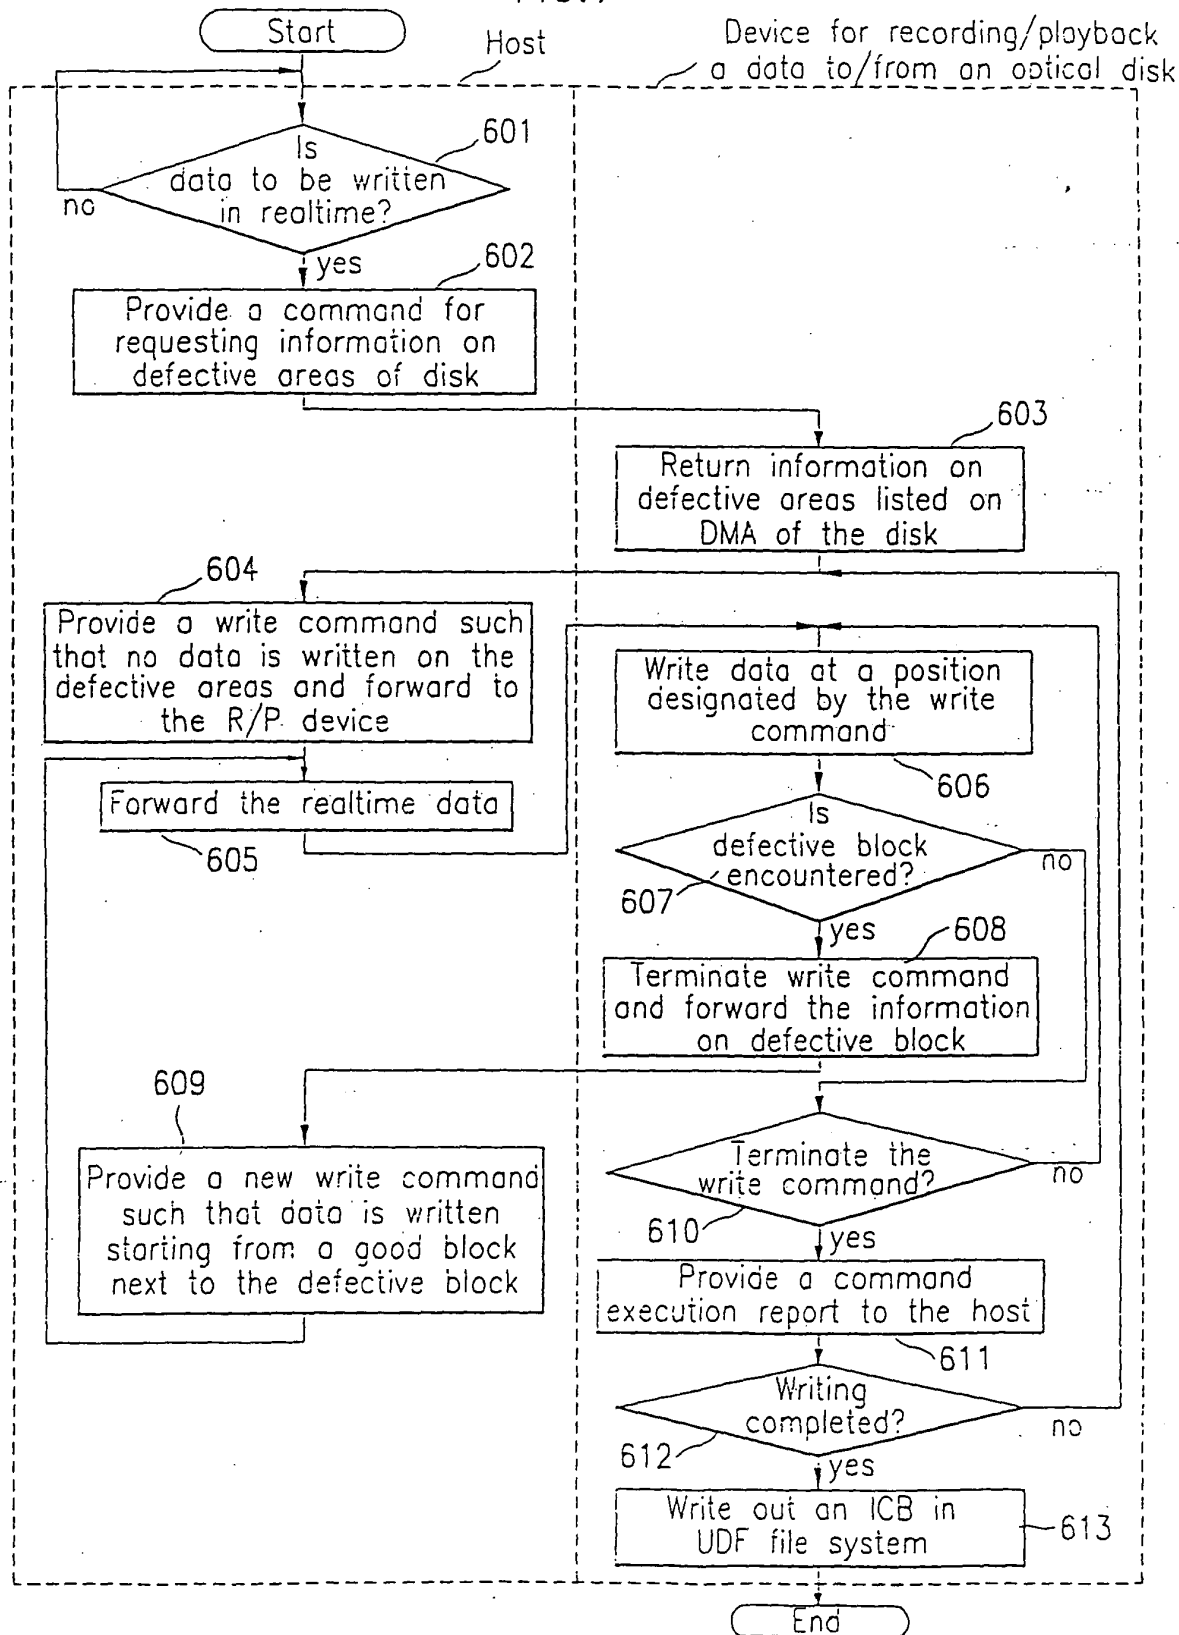 Start
Host
Device for recording/playback
a data to/from an optical disk
601
Is
data to be written
in realtime?
no
yes
602
Provide a command for
requesting information on
defective areas of disk
603
Return information on
defective areas listed on
DMA of the disk
604
Provide a write command such
that no data is written on the
defective areas and forward to
the R/P device
Write data at a position
designated by the write
command
606
Forward the realtime data
605
Is
defective block
encountered?
607
no
yes
608
Terminate write command
and forward the information
on defective block
609
Provide a new write command
such that data is written
starting from a good block
next to the defective block
Terminate the
write command?
no
610
yes
Provide a command
execution report to the host
611
Writing
completed?
no
612
yes
Write out an ICB in
UDF file system
613
End